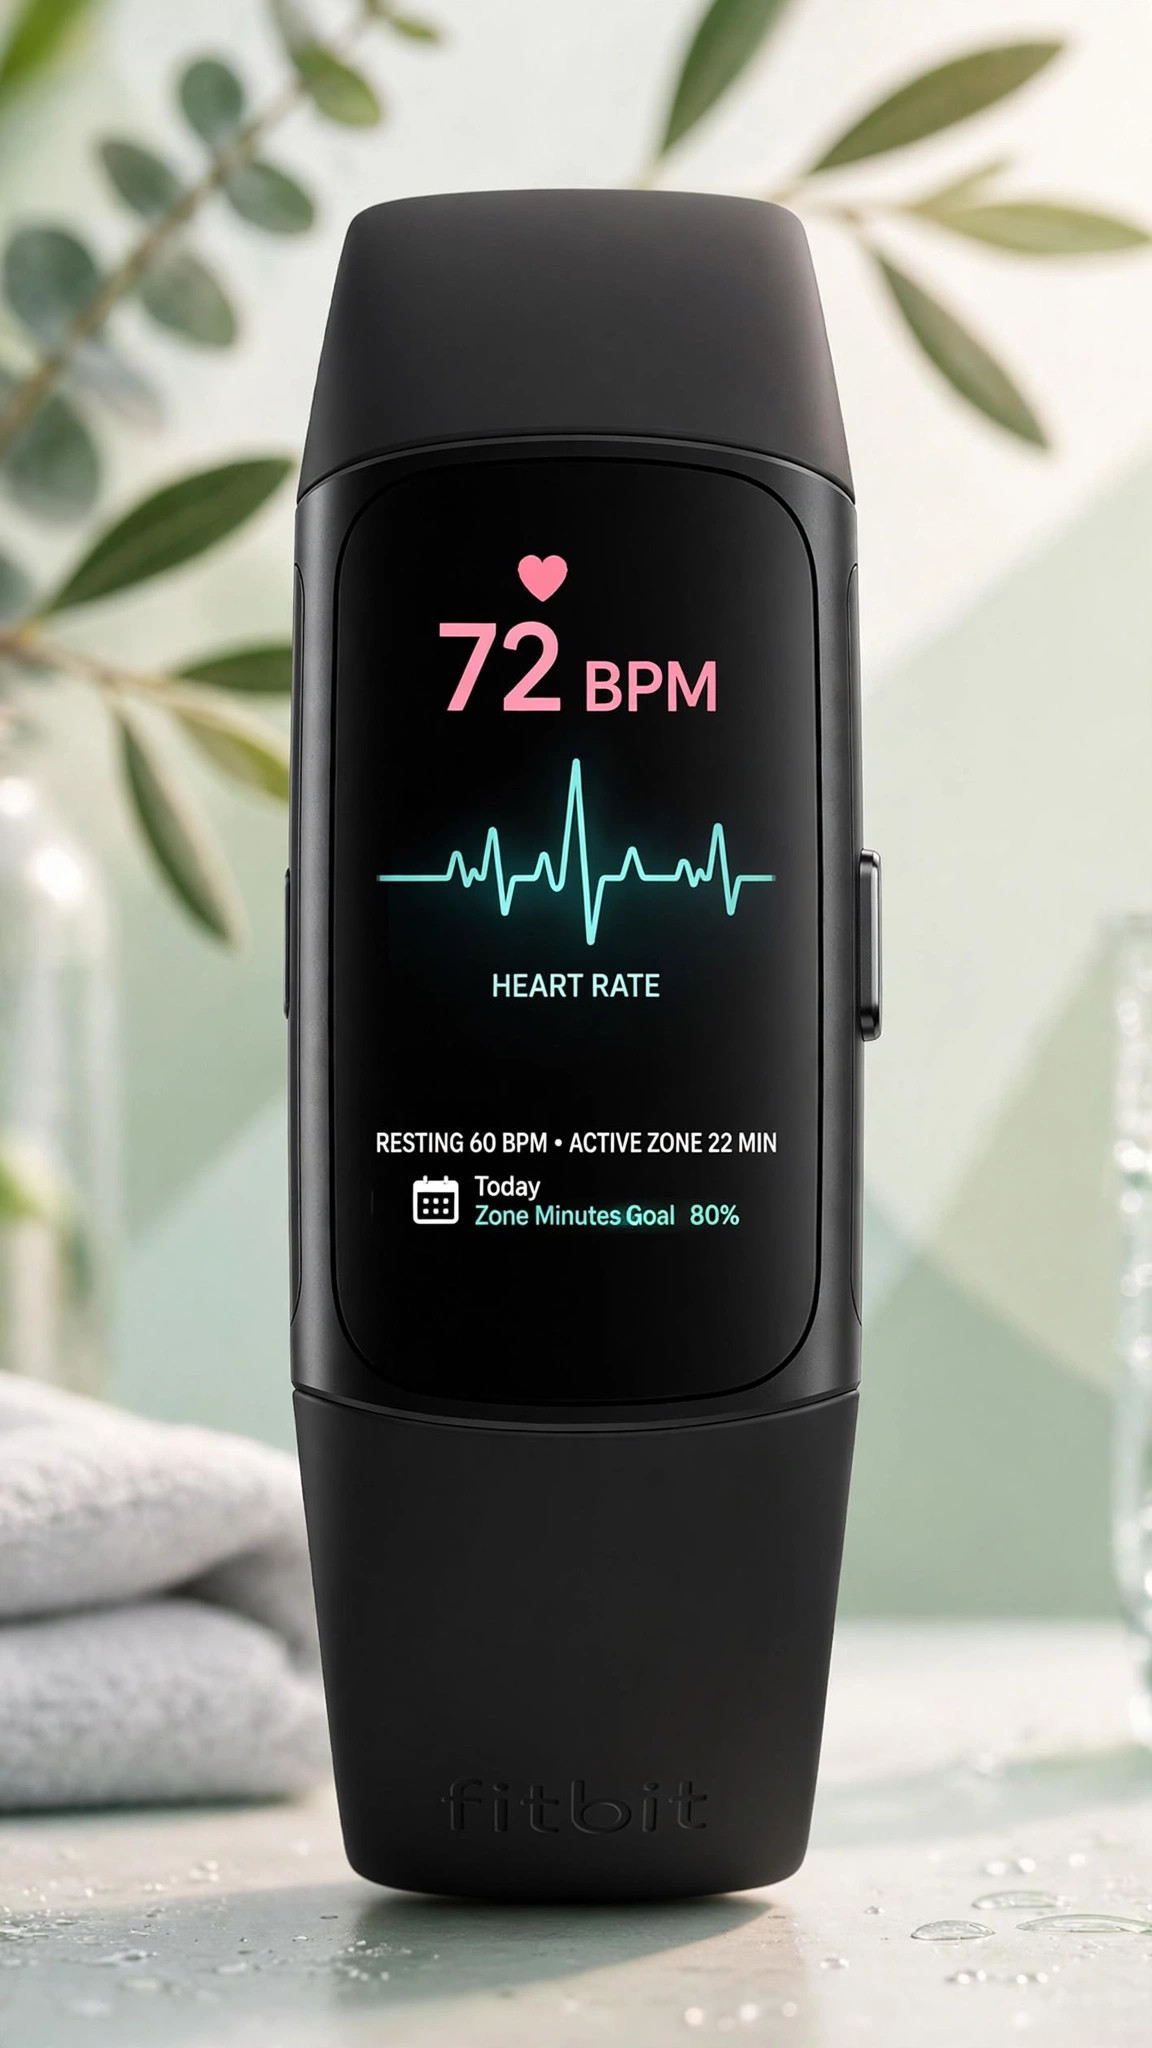 72 BPM
HEART RATE
RESTING 60 BPM • ACTIVE ZONE 22 MIN
Today
Zone Minutes Goal 80%
fitbit